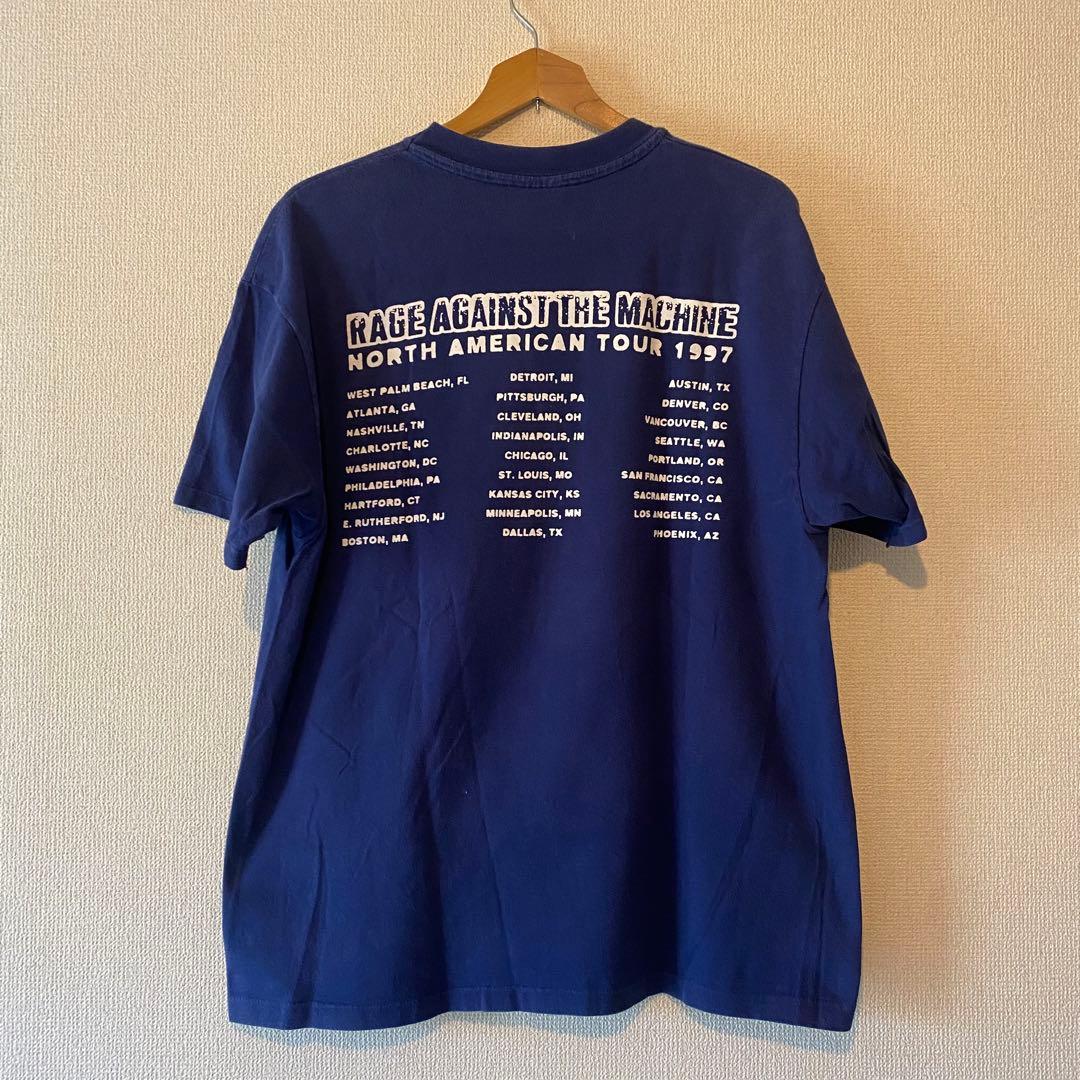 RAGE AGAINST THE MACHINE
NORTH AMERICAN TOUR 1997
WEST PALM BEACH, FL
ATLANTA, GA
NASHVILLE, TN
CHARLOTTE, NC
WASHINGTON, DC
PHILADELPHIA, PA
HARTFORD, CT
E. RUTHERFORD, NJ
BOSTON, MA
DETROIT, MI
PITTSBURGH, PA
CLEVELAND, OH
INDIANAPOLIS, IN
CHICAGO, IL
ST. LOUIS, MO
KANSAS CITY, KS
MINNEAPOLIS, MN
DALLAS, TX
AUSTIN, TX
DENVER, CO
VANCOUVER, BC
SEATTLE, WA
PORTLAND, OR
SAN FRANCISCO, CA
SACRAMENTO, CA
LOS ANGELES, CA
PHOENIX, AZ